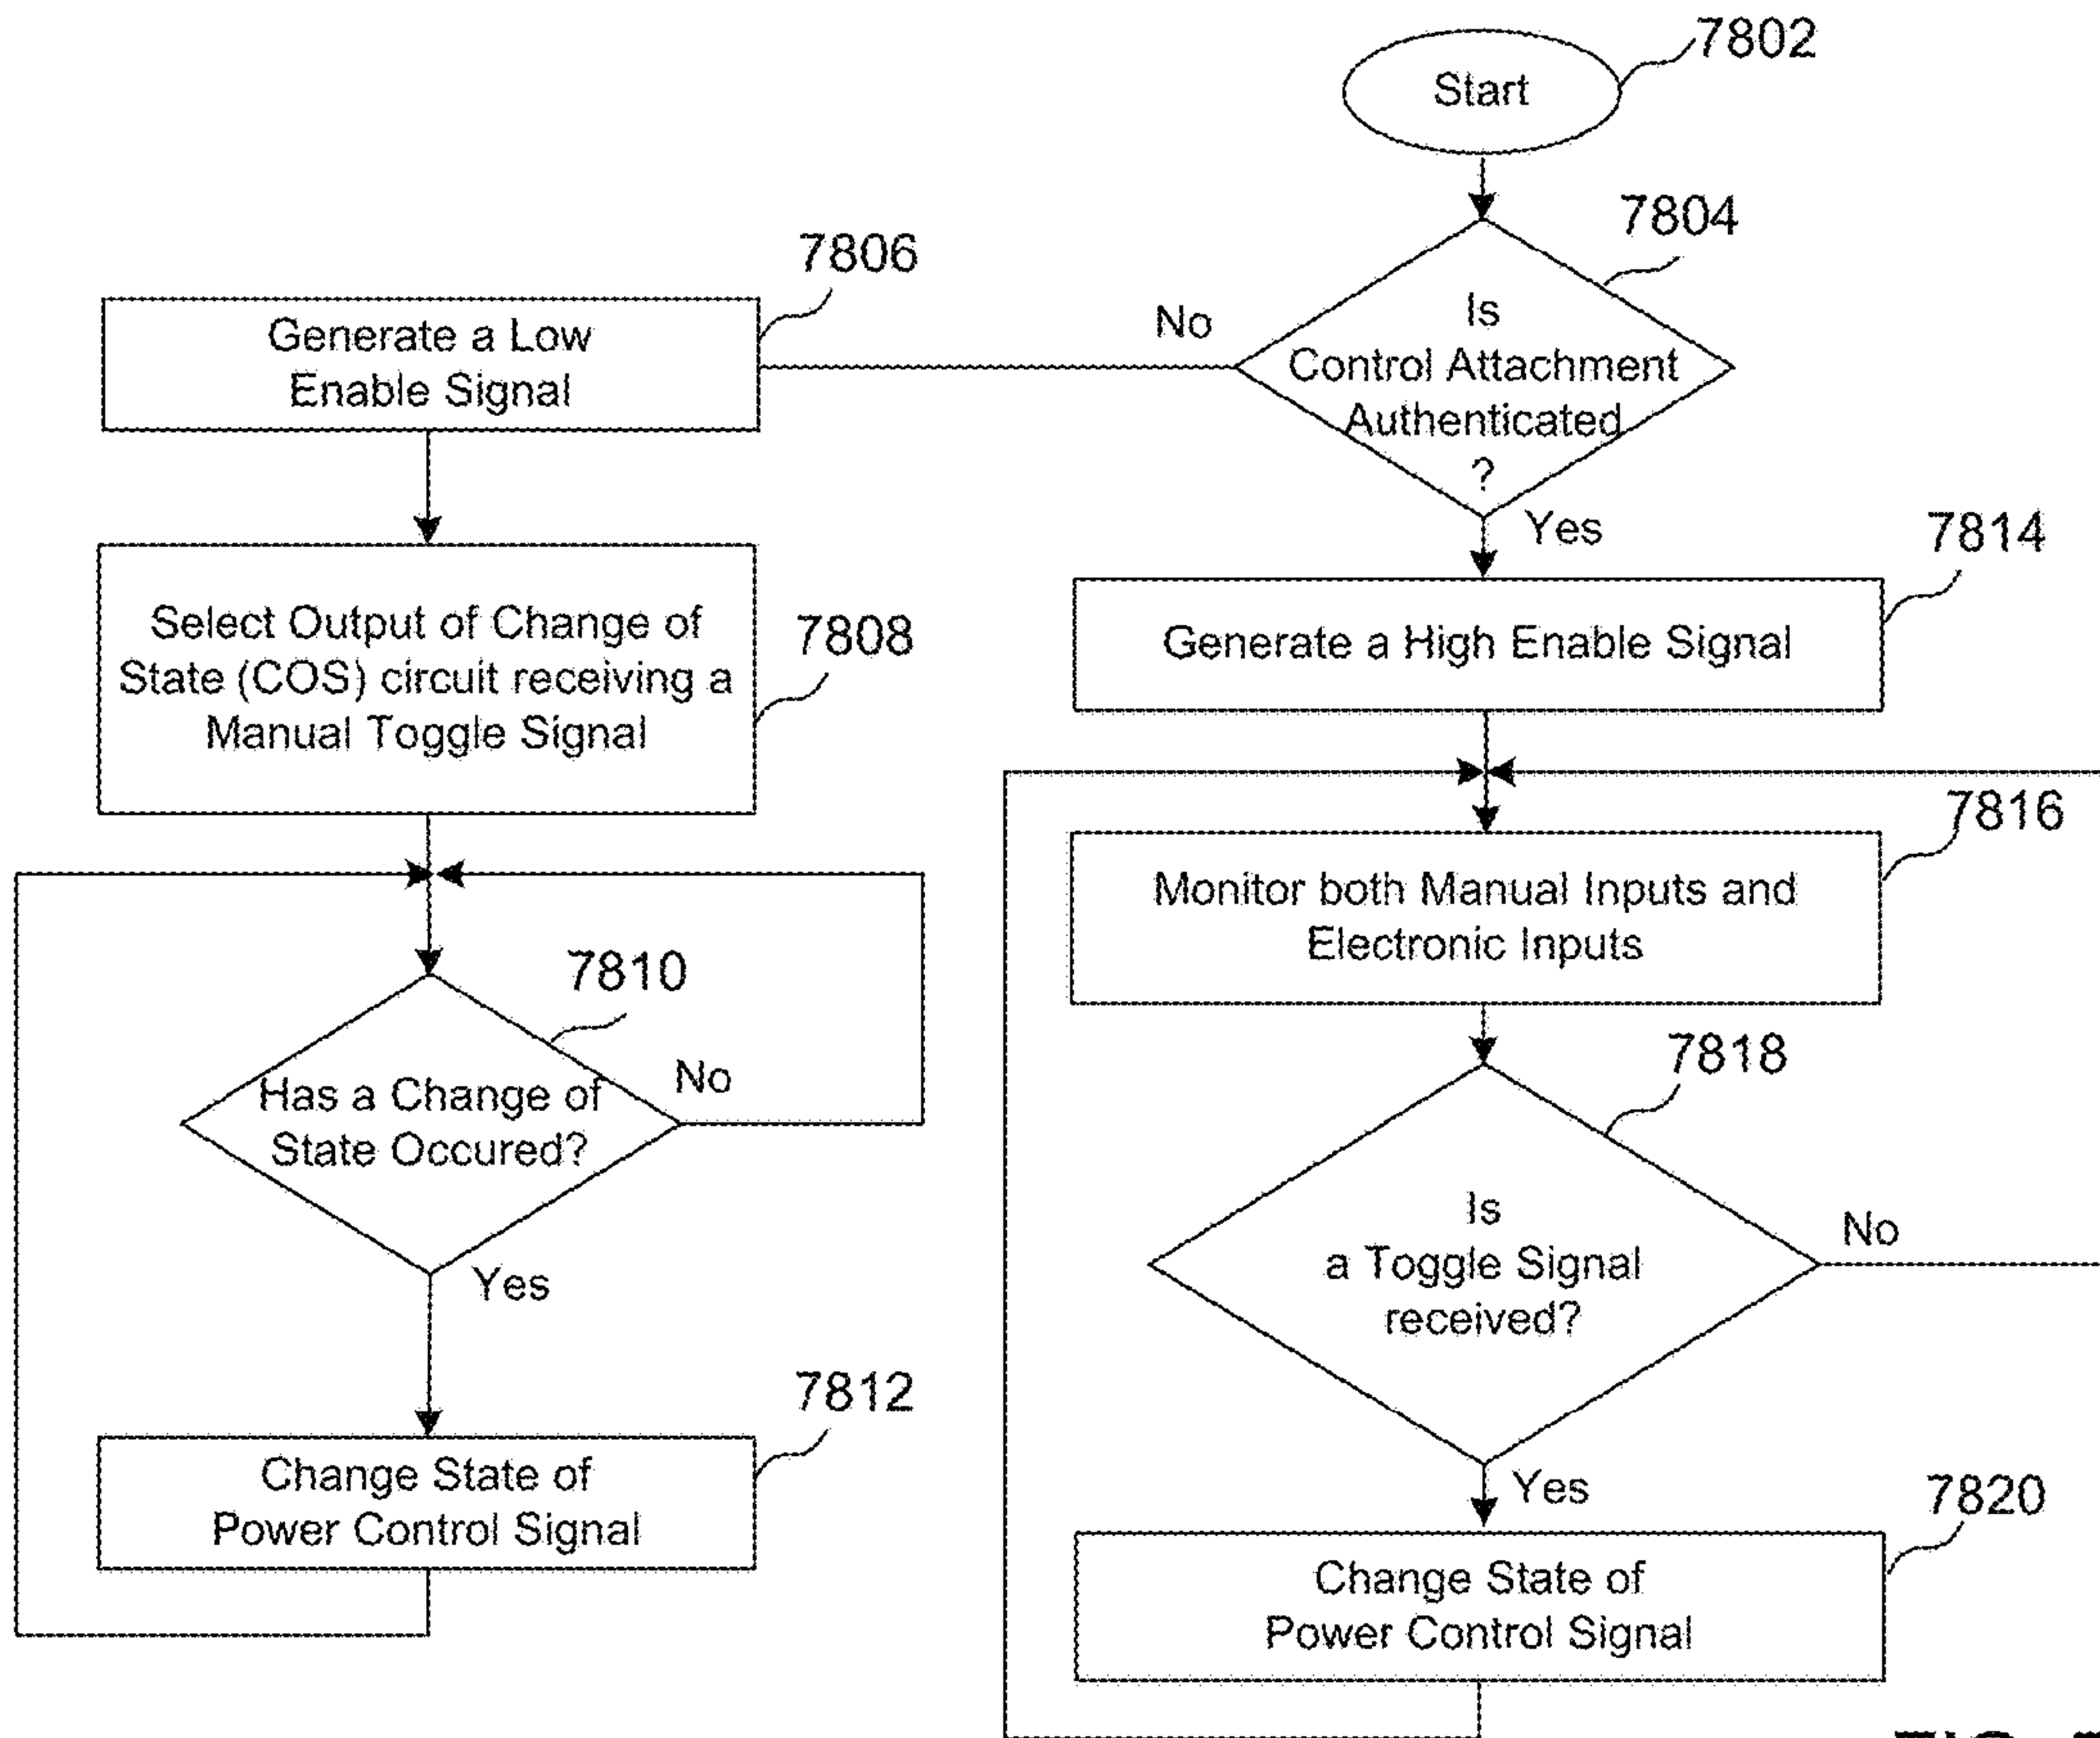 Start
7802
7804
Is
Control Attachment
Authenticated
?
No
Yes
7806
Generate a Low
Enable Signal
7808
Select Output of Change of
State (COS) circuit receiving a
Manual Toggle Signal
7810
Has a Change of
State Occured?
No
Yes
7812
Change State of
Power Control Signal
7814
Generate a High Enable Signal
7816
Monitor both Manual Inputs and
Electronic Inputs
7818
Is
a Toggle Signal
received?
No
Yes
7820
Change State of
Power Control Signal